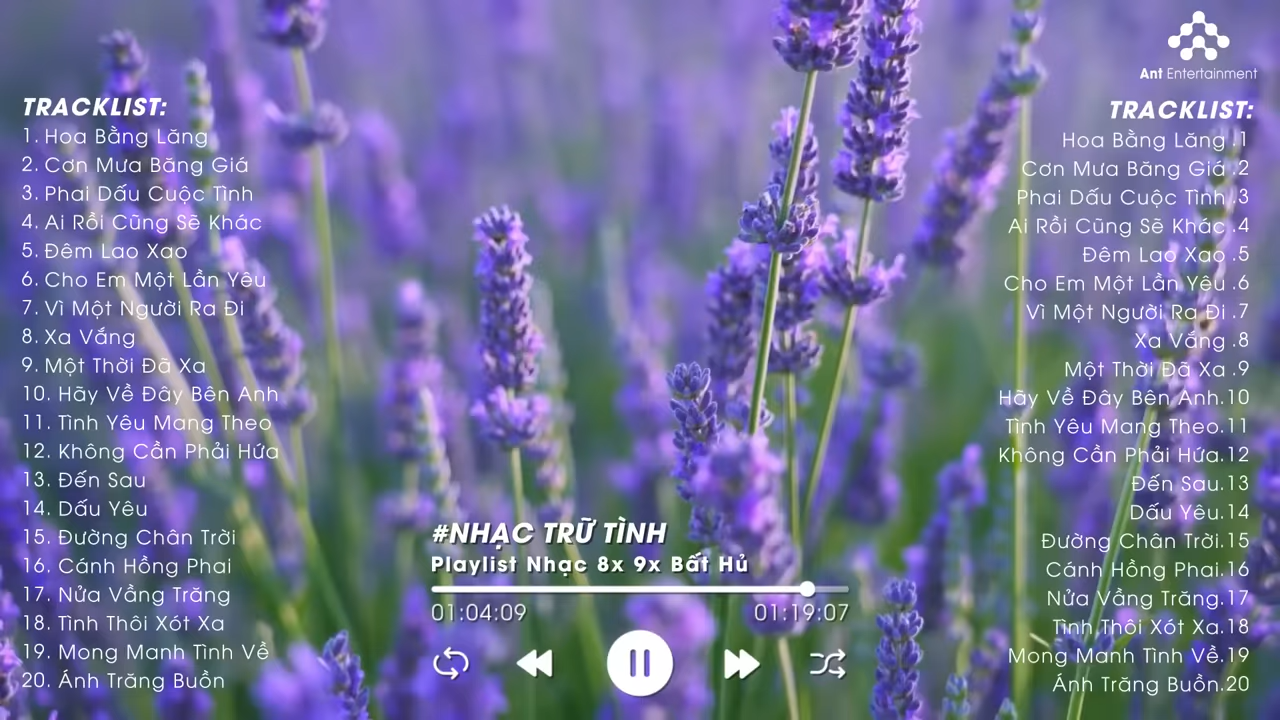 Ant Entertainment
TRACKLIST:
1. Hoa Bằng Lăng
2. Cơn Mưa Băng Giá
3. Phai Dấu Cuộc Tình
4. Ai Rồi Cũng Sẽ Khác
5. Đêm Lao Xao
6. Cho Em Một Lần Yêu
7. Vì Một Người Ra Đi
8. Xa Vắng
9. Một Thời Đã Xa
10. Hãy Về Đây Bên Anh
11. Tình Yêu Mang Theo
12. Không Cần Phải Hứa
13. Đến Sau
14. Dấu Yêu
15. Đường Chân Trời
16. Cánh Hồng Phai
17. Nửa Vầng Trăng
18. Tình Thôi Xót Xa
19. Mong Manh Tình Về
20. Ánh Trăng Buồn
TRACKLIST:
Hoa Bằng Lăng .1
Cơn Mưa Băng Giá .2
Phai Dấu Cuộc Tình .3
Ai Rồi Cũng Sẽ Khác .4
Đêm Lao Xao .5
Cho Em Một Lần Yêu .6
Vì Một Người Ra Đi .7
Xa Vắng .8
Một Thời Đã Xa .9
Hãy Về Đây Bên Anh.10
Tình Yêu Mang Theo.11
Không Cần Phải Hứa.12
Đến Sau.13
Dấu Yêu.14
Đường Chân Trời.15
Cánh Hồng Phai.16
Nửa Vầng Trăng.17
Tình Thôi Xót Xa.18
Mong Manh Tình Về.19
Ánh Trăng Buồn.20
#NHẠC TRỮ TÌNH
Playlist Nhạc 8x 9x Bất Hủ
01:04:09
01:19:07